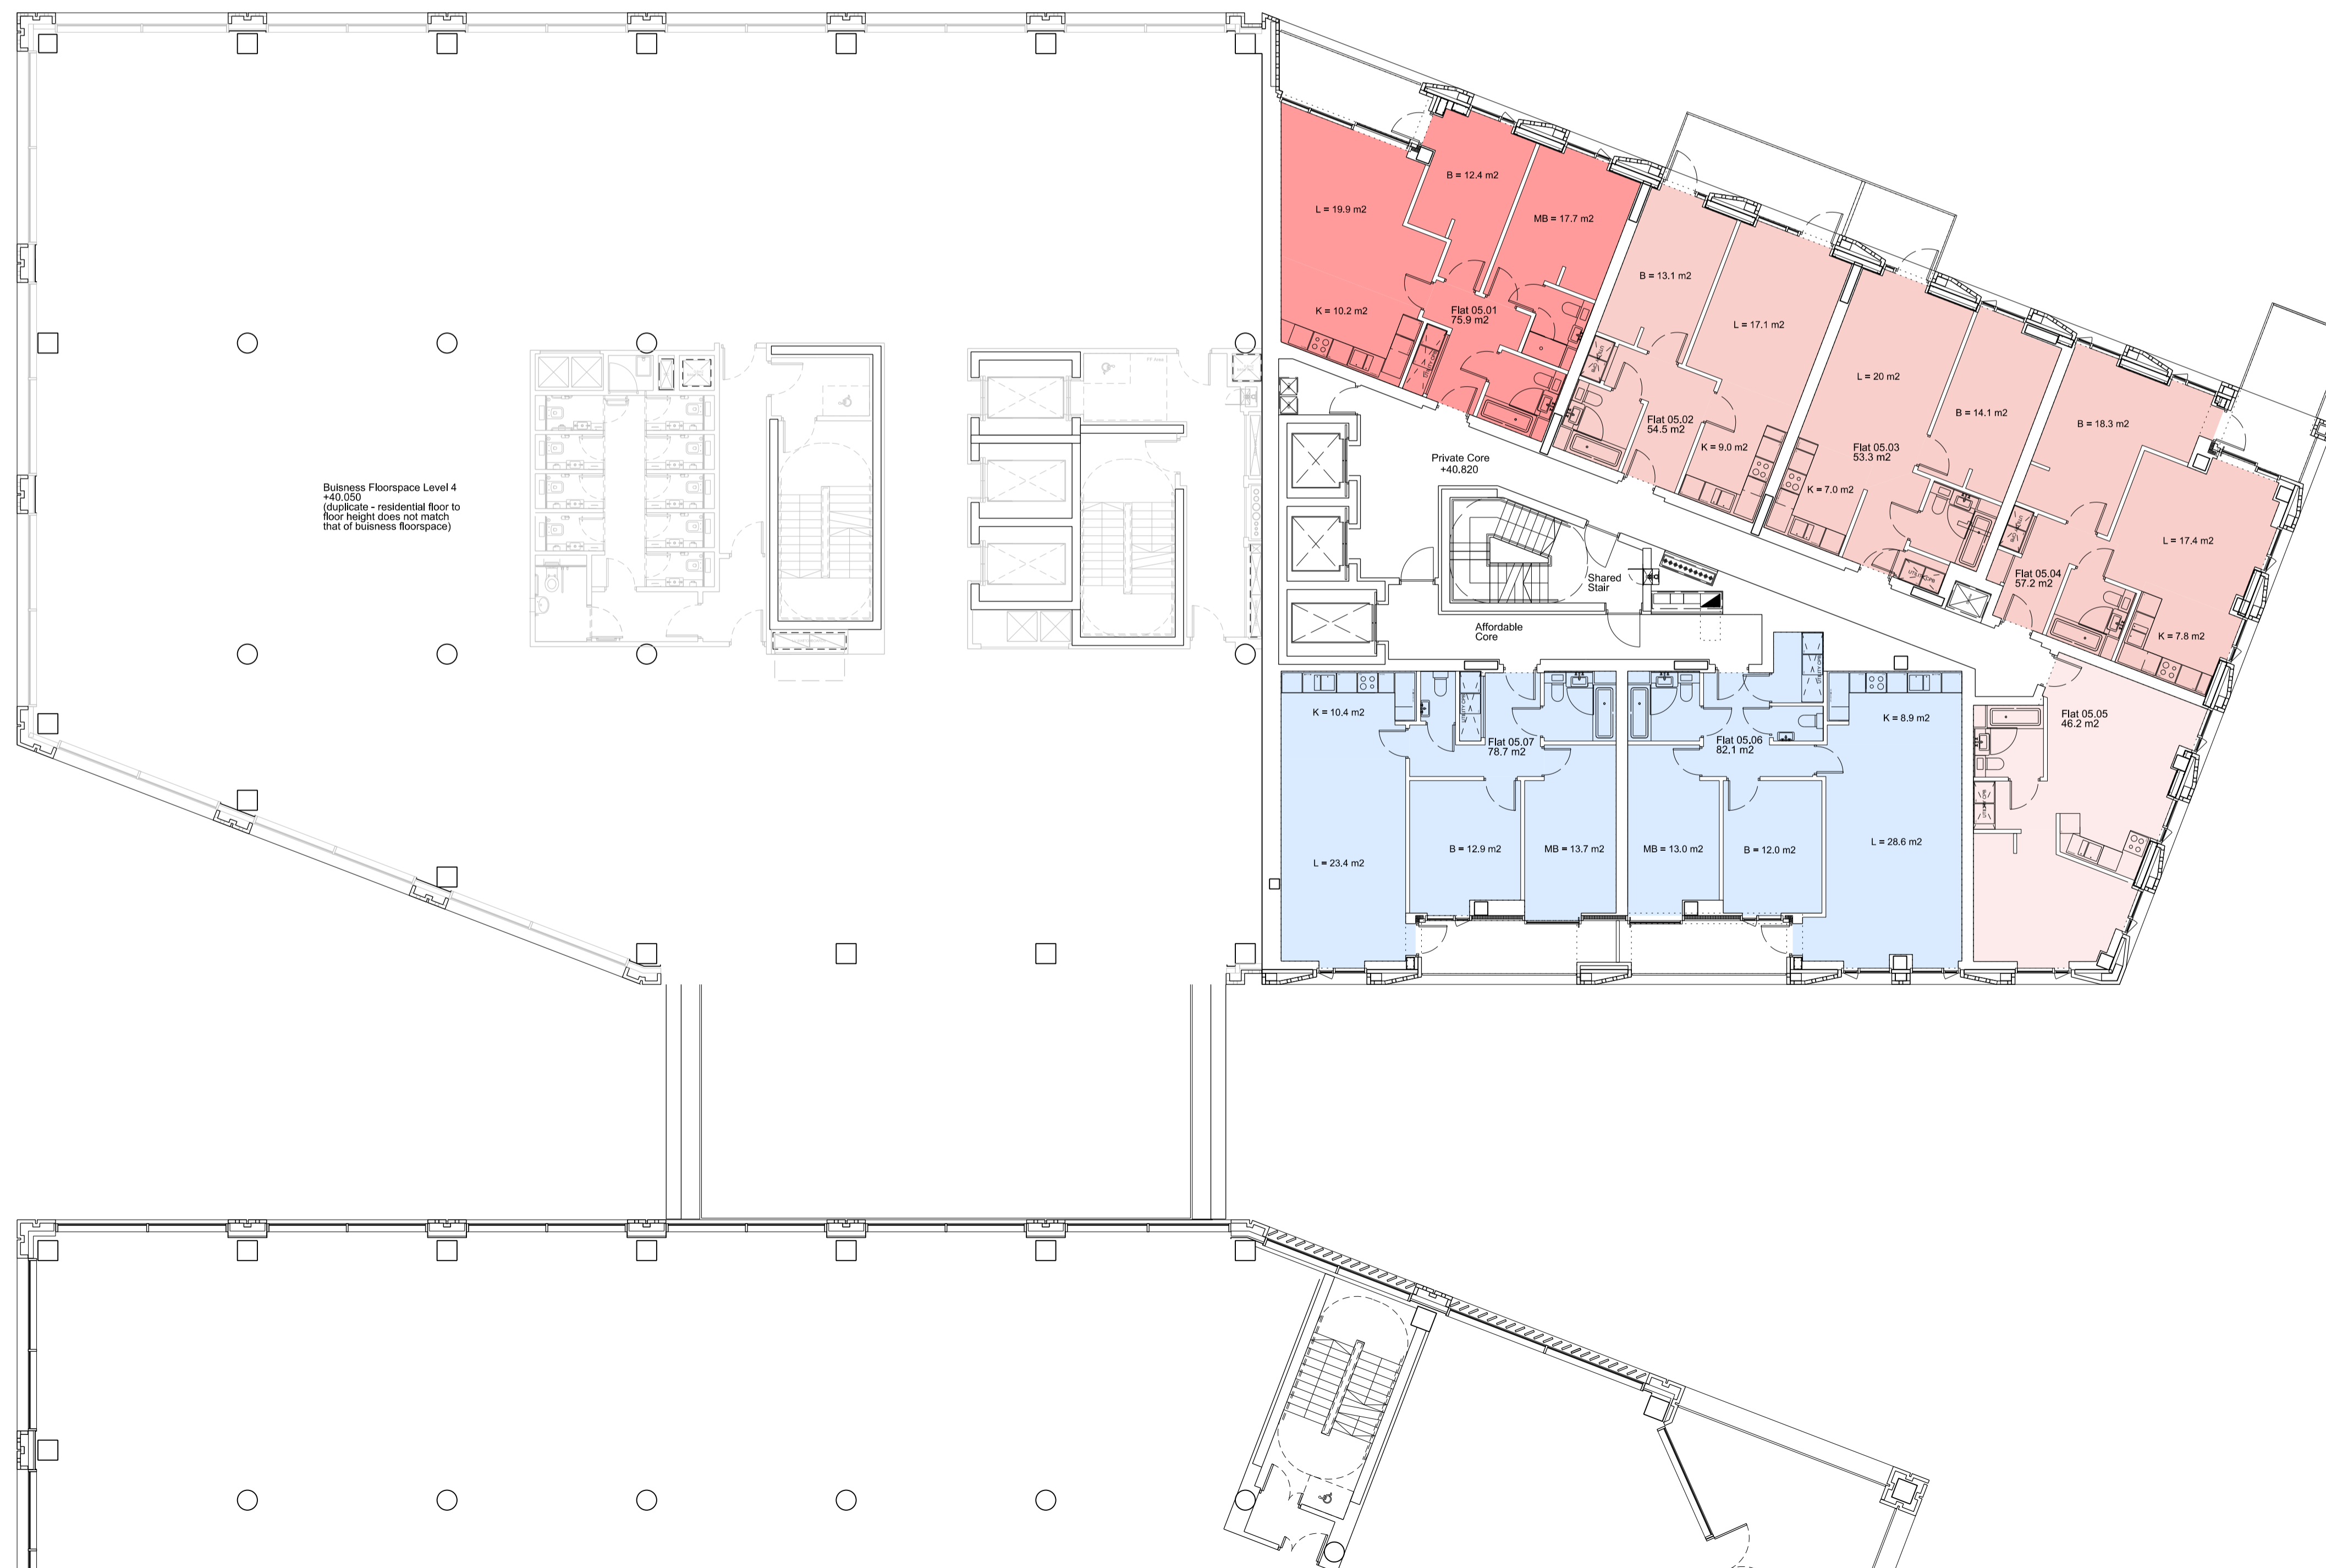 Buisness Floorspace Level 4
+40.050
(duplicate - residential floor to
floor height does not match
that of buisness floorspace)
L = 19.9 m2
B = 12.4 m2
MB = 17.7 m2
K = 10.2 m2
Flat 05.01
75.9 m2
B = 13.1 m2
L = 17.1 m2
Flat 05.02
54.5 m2
K = 9.0 m2
L = 20 m2
B = 14.1 m2
Flat 05.03
53.3 m2
K = 7.0 m2
B = 18.3 m2
L = 17.4 m2
Flat 05.04
57.2 m2
K = 7.8 m2
Private Core
+40.820
Shared
Stair
Affordable
Core
K = 10.4 m2
Flat 05.07
78.7 m2
L = 23.4 m2
B = 12.9 m2
MB = 13.7 m2
Flat 05.06
82.1 m2
MB = 13.0 m2
B = 12.0 m2
K = 8.9 m2
L = 28.6 m2
Flat 05.05
46.2 m2